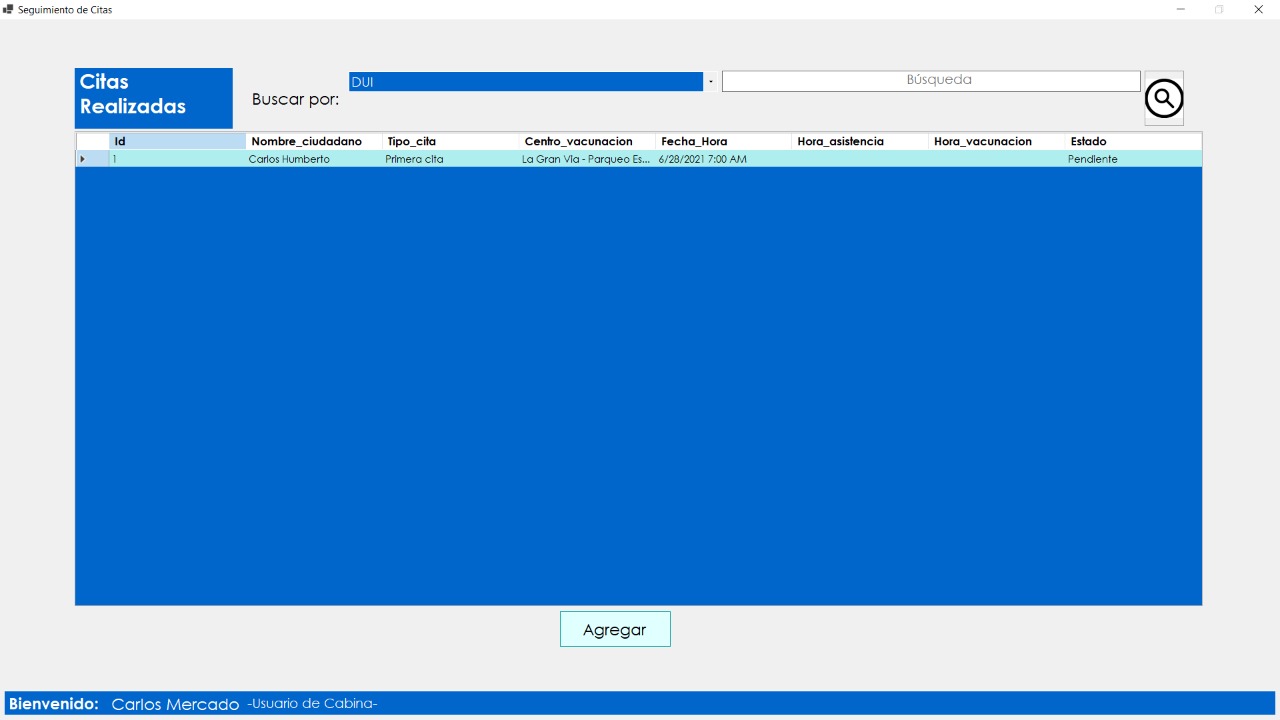 Seguimiento de Citas
Citas
Realizadas
Buscar por:
DUI
Búsqueda
Id Nombre_ciudadano Tipo_cita Centro_vacunacion Fecha_Hora Hora_asistencia Hora_vacunacion Estado
1 Carlos Humberto Primera cita La Gran Vía - Parqueo Es... 6/28/2021 7:00 AM Pendiente
Agregar
Bienvenido: Carlos Mercado -Usuario de Cabina-